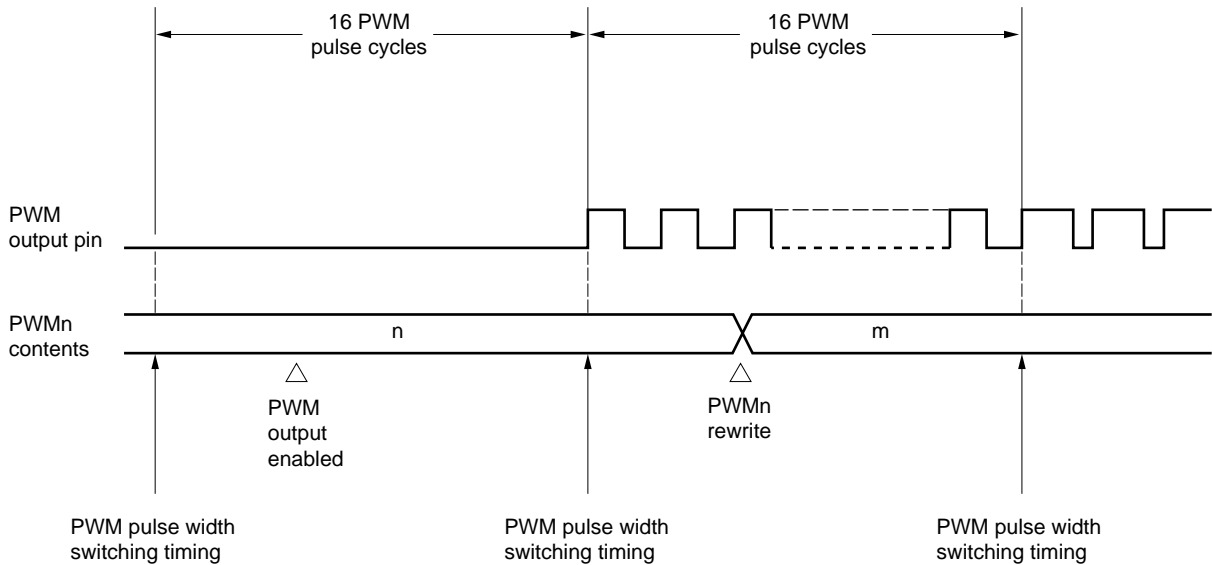 16 PWM
pulse cycles
16 PWM
pulse cycles
PWM
output pin
PWMn
contents
n
m
PWM
output
enabled
PWMn
rewrite
PWM pulse width
switching timing
PWM pulse width
switching timing
PWM pulse width
switching timing